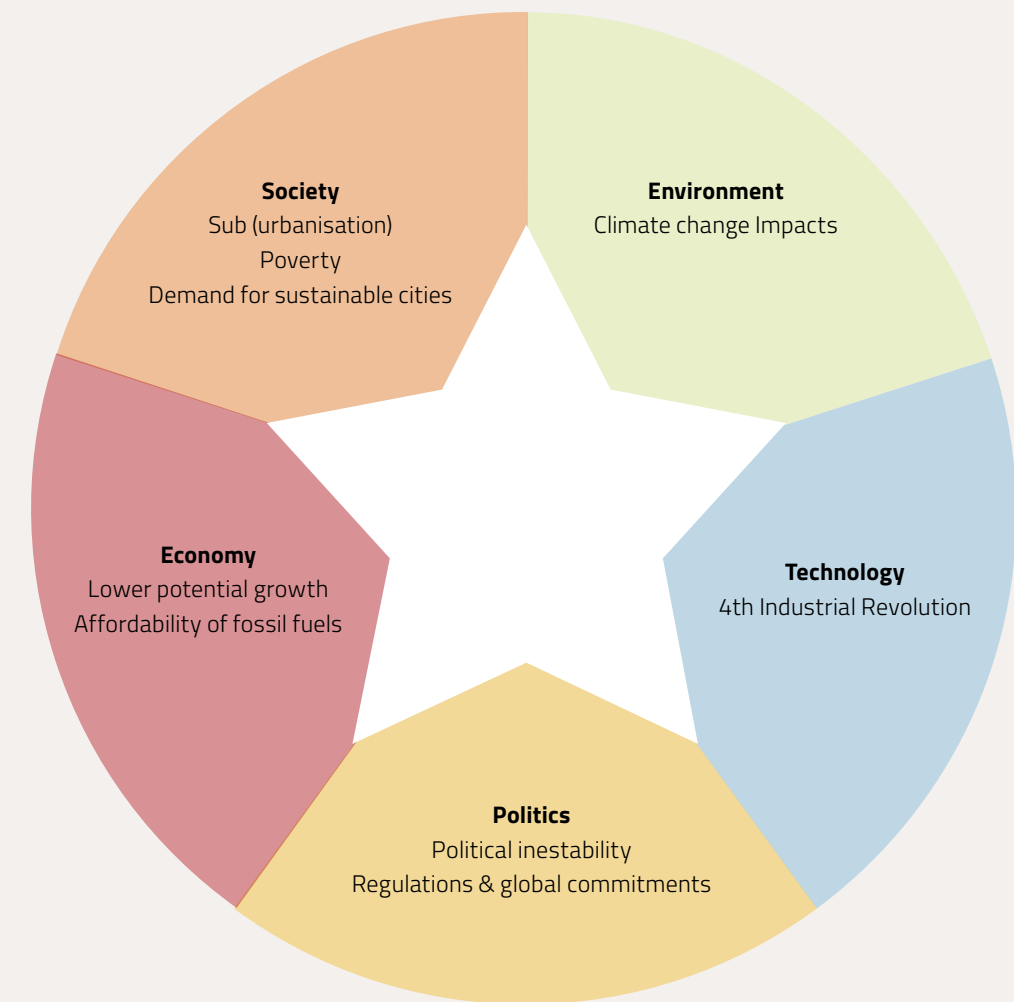 Society
Sub (urbanisation)
Poverty
Demand for sustainable cities
Environment
Climate change Impacts
Economy
Lower potential growth
Affordability of fossil fuels
Technology
4th Industrial Revolution
Politics
Political inestability
Regulations & global commitments